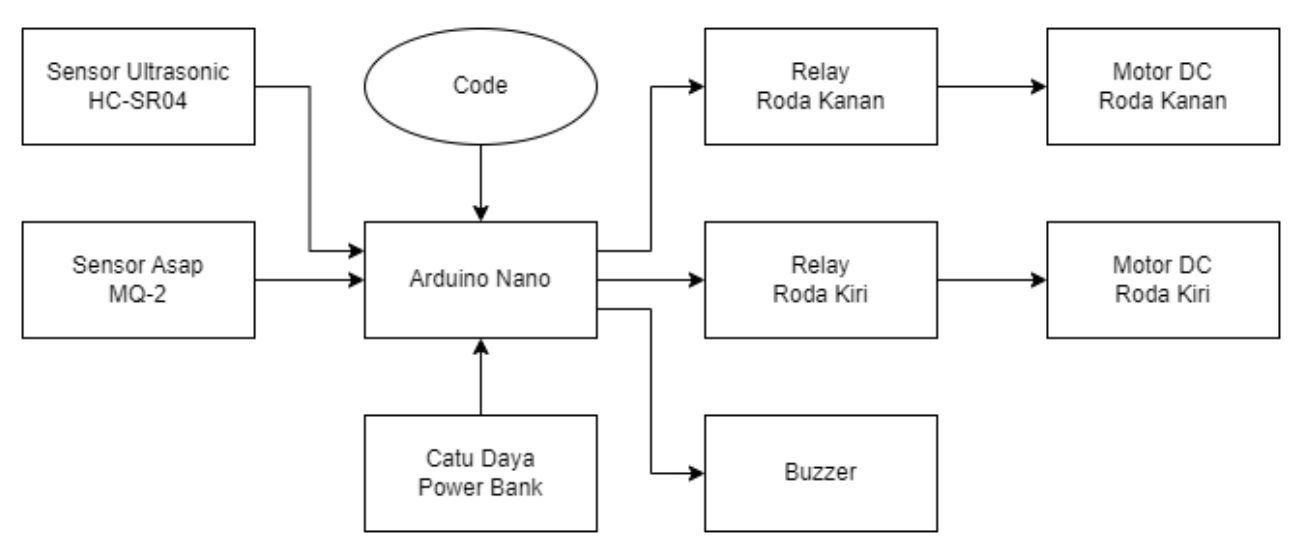 Sensor Ultrasonic
HC-SR04
Code
Relay
Roda Kanan
Motor DC
Roda Kanan
Sensor Asap
MQ-2
Arduino Nano
Relay
Roda Kiri
Motor DC
Roda Kiri
Catu Daya
Power Bank
Buzzer